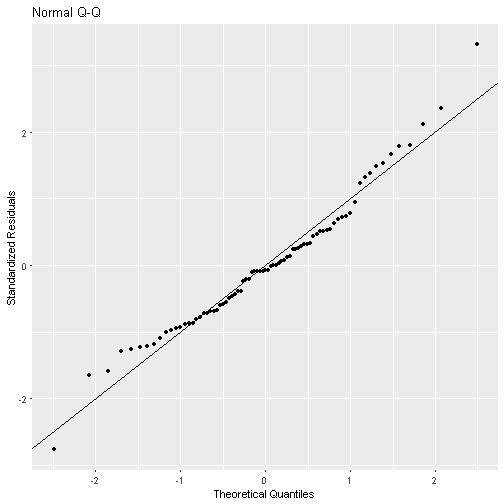 Normal Q-Q
Standardized Residuals
2
0
-2
-2
-1
0
1
2
Theoretical Quantiles